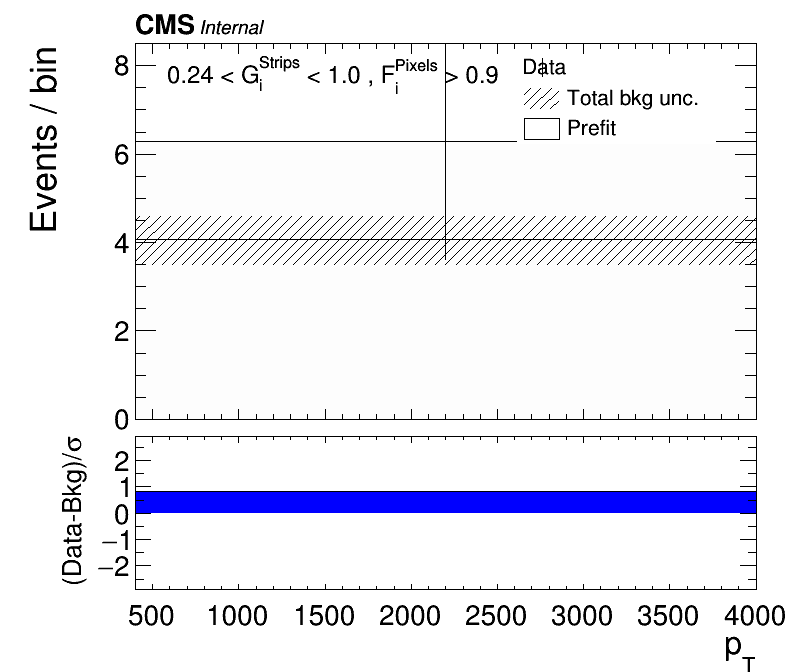 CMS Internal
Events / bin
8
6
4
2
0
0.24 < G_i^Strips < 1.0 , F_i^Pixels > 0.9
Data
Total bkg unc.
Prefit
(Data-Bkg)/σ
2
1
0
−1
−2
500 1000 1500 2000 2500 3000 3500 4000
p_T